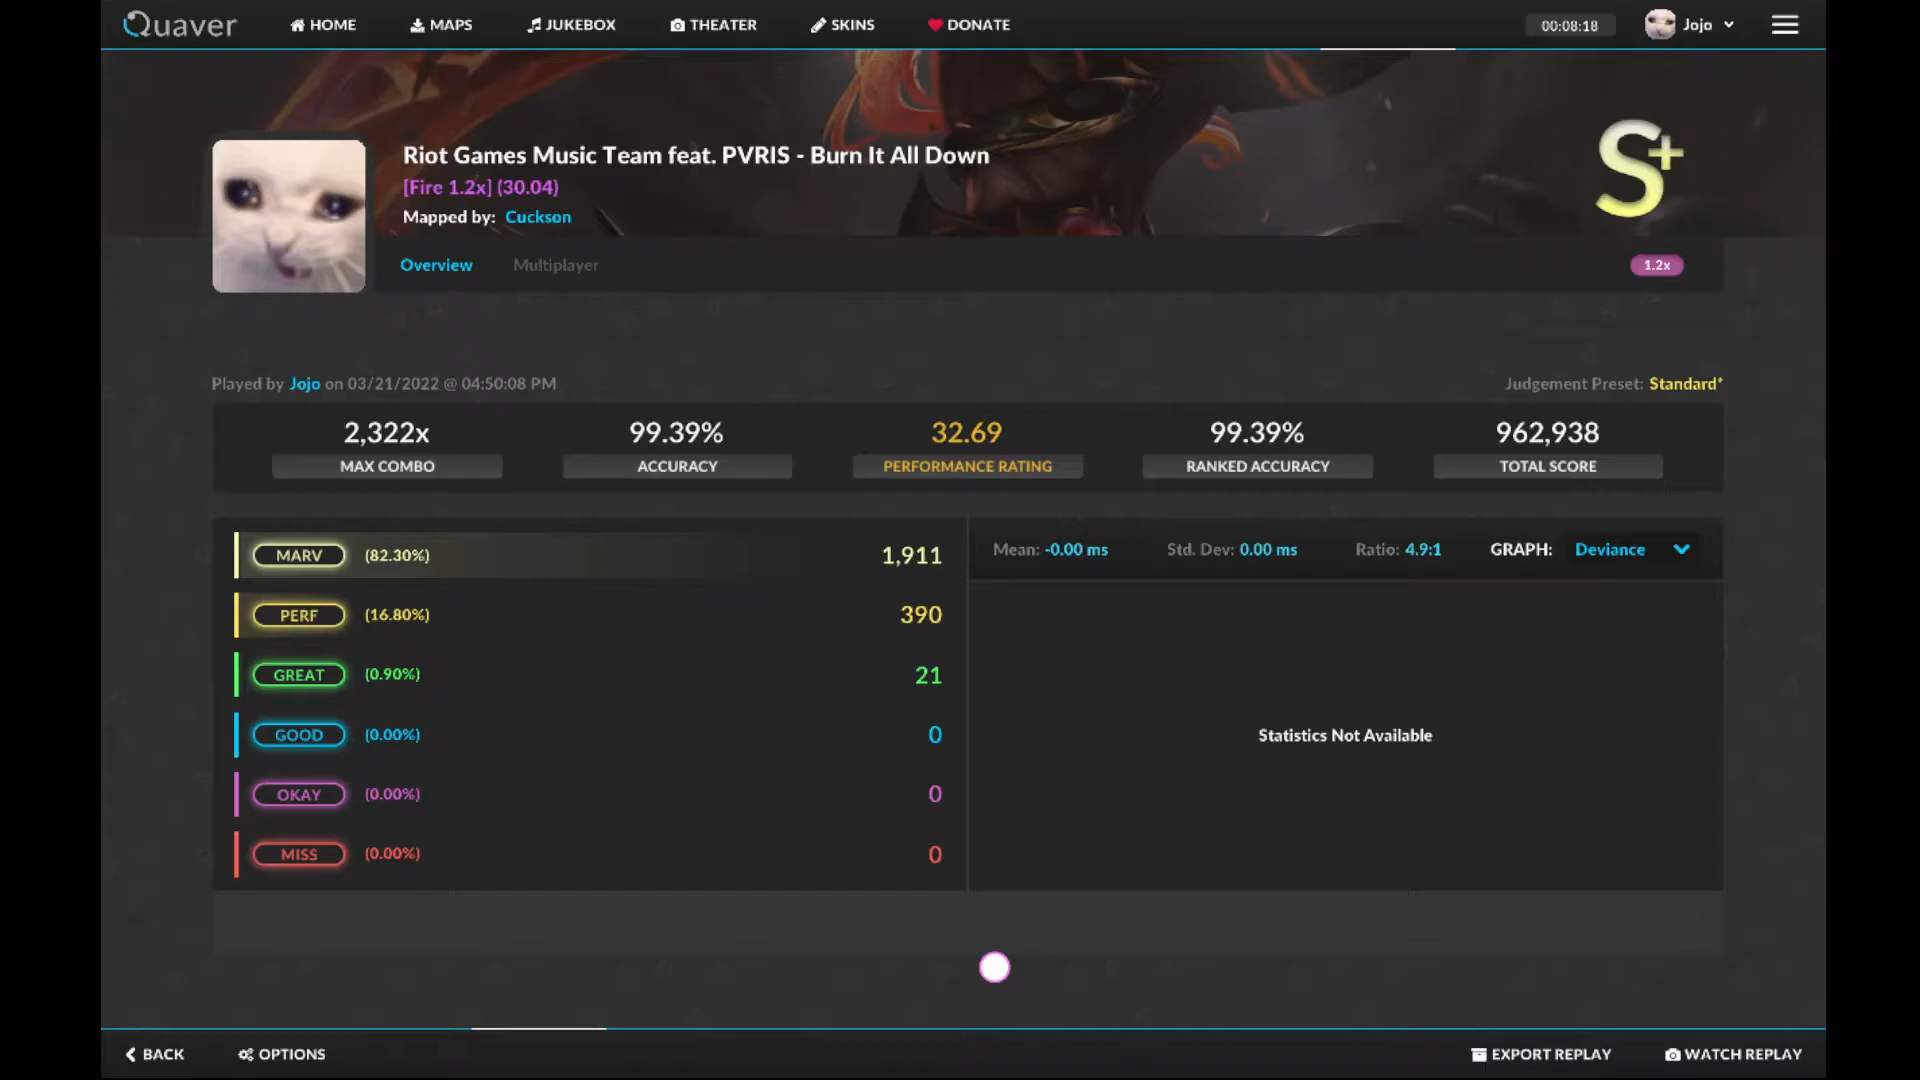 Quaver HOME MAPS JUKEBOX THEATER SKINS DONATE 00:08:18 Jojo
Riot Games Music Team feat. PVRIS - Burn It All Down
[Fire 1.2x] (30.04)
Mapped by: Cuckson
S+
Overview Multiplayer 1.2x
Played by Jojo on 03/21/2022 @ 04:50:08 PM Judgement Preset: Standard*
2,322x 99.39% 32.69 99.39% 962,938
MAX COMBO ACCURACY PERFORMANCE RATING RANKED ACCURACY TOTAL SCORE
MARV (82.30%) 1,911
PERF (16.80%) 390
GREAT (0.90%) 21
GOOD (0.00%) 0
OKAY (0.00%) 0
MISS (0.00%) 0
Mean: -0.00 ms Std. Dev: 0.00 ms Ratio: 4.9:1 GRAPH: Deviance
Statistics Not Available
BACK OPTIONS EXPORT REPLAY WATCH REPLAY